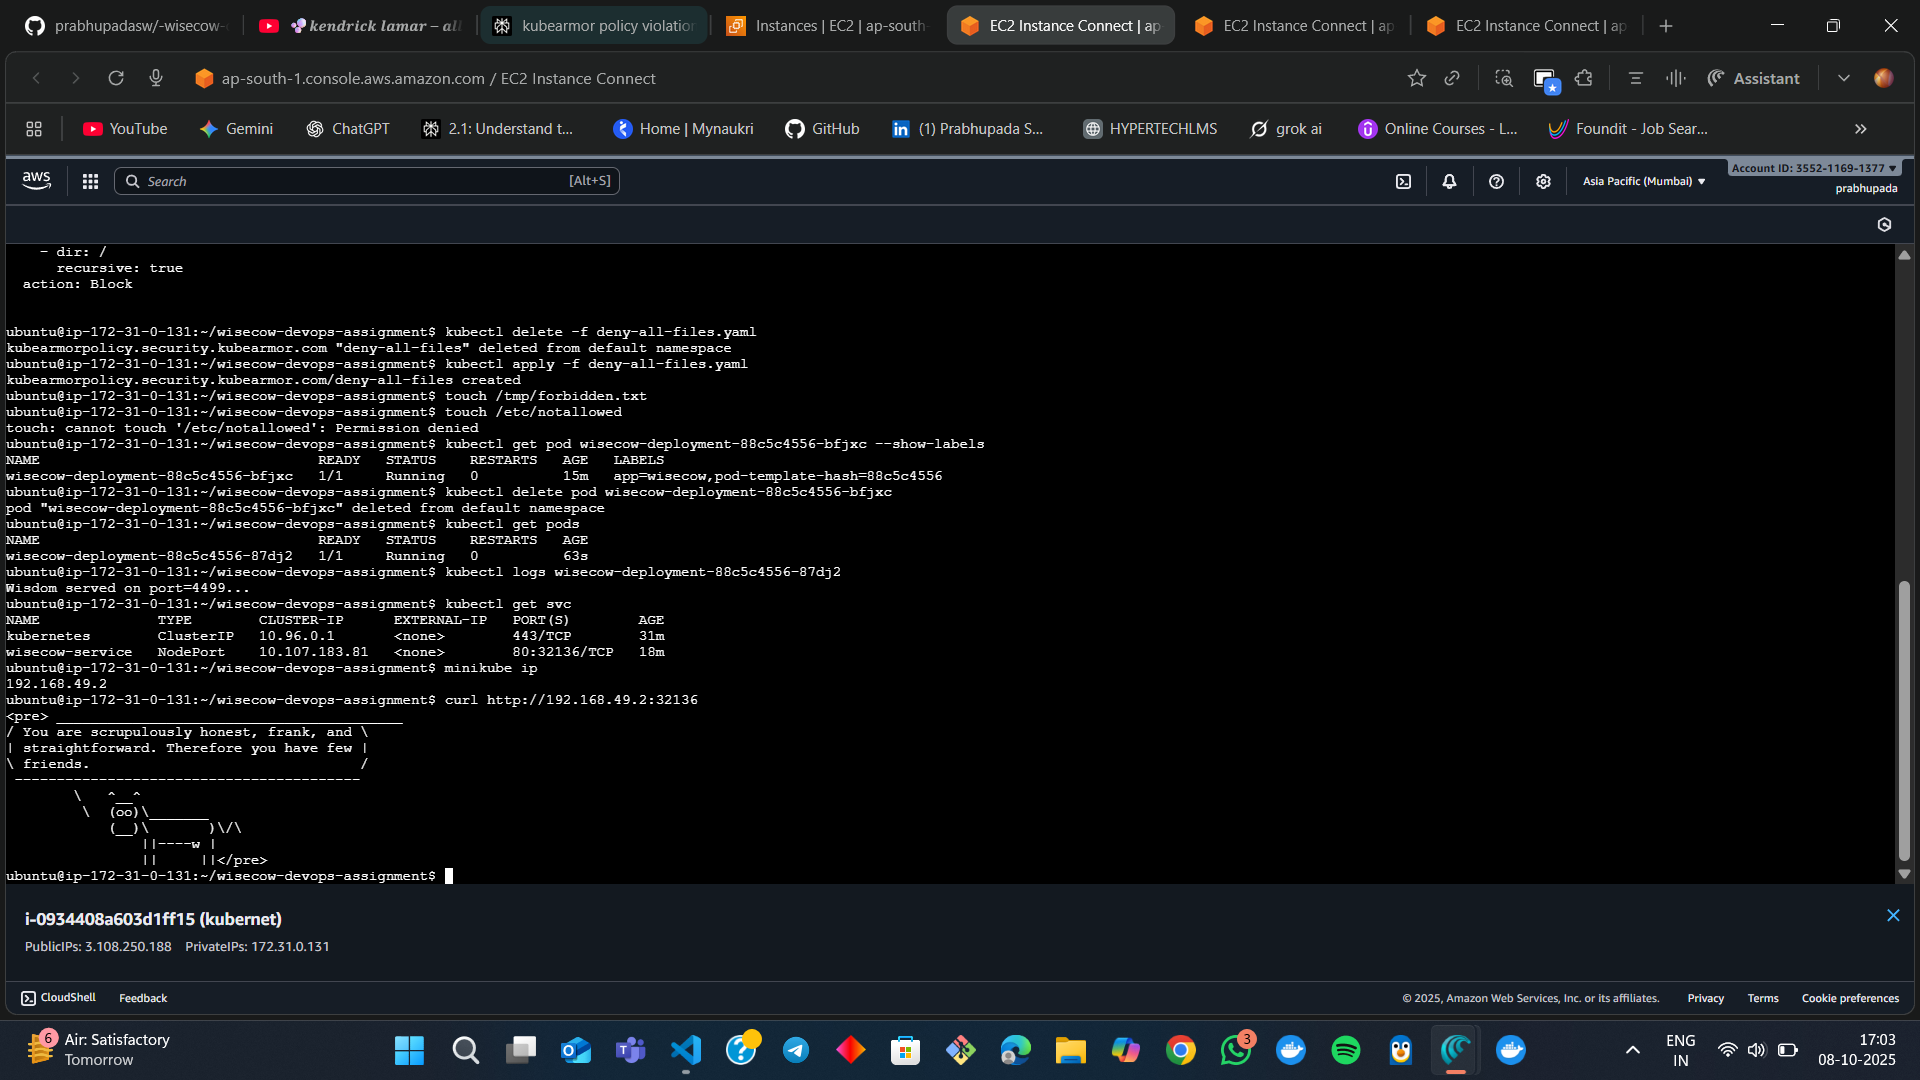 prabhupadasw/-wisecow-
kendrick lamar – al
kubearmor policy violation
Instances | EC2 | ap-south-
EC2 Instance Connect | ap
EC2 Instance Connect | ap
EC2 Instance Connect | ap
ap-south-1.console.aws.amazon.com / EC2 Instance Connect
Assistant
YouTube
Gemini
ChatGPT
2.1: Understand t...
Home | Mynaukri
GitHub
(1) Prabhupada S...
HYPERTECHLMS
grok ai
Online Courses - L...
Foundit - Job Sear...
aws
Search
[Alt+S]
Asia Pacific (Mumbai)
Account ID: 3552-1169-1377
prabhupada
- dir: /
recursive: true
action: Block
ubuntu@ip-172-31-0-131:~/wisecow-devops-assignment$ kubectl delete -f deny-all-files.yaml
kubearmorpolicy.security.kubearmor.com "deny-all-files" deleted from default namespace
ubuntu@ip-172-31-0-131:~/wisecow-devops-assignment$ kubectl apply -f deny-all-files.yaml
kubearmorpolicy.security.kubearmor.com/deny-all-files created
ubuntu@ip-172-31-0-131:~/wisecow-devops-assignment$ touch /tmp/forbidden.txt
ubuntu@ip-172-31-0-131:~/wisecow-devops-assignment$ touch /etc/notallowed
touch: cannot touch '/etc/notallowed': Permission denied
ubuntu@ip-172-31-0-131:~/wisecow-devops-assignment$ kubectl get pod wisecow-deployment-88c5c4556-bfjxc --show-labels
NAME                                 READY   STATUS    RESTARTS   AGE   LABELS
wisecow-deployment-88c5c4556-bfjxc   1/1     Running   0          15m   app=wisecow,pod-template-hash=88c5c4556
ubuntu@ip-172-31-0-131:~/wisecow-devops-assignment$ kubectl delete pod wisecow-deployment-88c5c4556-bfjxc
pod "wisecow-deployment-88c5c4556-bfjxc" deleted from default namespace
ubuntu@ip-172-31-0-131:~/wisecow-devops-assignment$ kubectl get pods
NAME                                 READY   STATUS    RESTARTS   AGE
wisecow-deployment-88c5c4556-87dj2   1/1     Running   0          63s
ubuntu@ip-172-31-0-131:~/wisecow-devops-assignment$ kubectl logs wisecow-deployment-88c5c4556-87dj2
Wisdom served on port=4499...
ubuntu@ip-172-31-0-131:~/wisecow-devops-assignment$ kubectl get svc
NAME              TYPE        CLUSTER-IP      EXTERNAL-IP   PORT(S)        AGE
kubernetes        ClusterIP   10.96.0.1       <none>        443/TCP        31m
wisecow-service   NodePort    10.107.183.81   <none>        80:32136/TCP   18m
ubuntu@ip-172-31-0-131:~/wisecow-devops-assignment$ minikube ip
192.168.49.2
ubuntu@ip-172-31-0-131:~/wisecow-devops-assignment$ curl http://192.168.49.2:32136
<pre> _________________________________________
/ You are scrupulously honest, frank, and \
| straightforward. Therefore you have few |
\ friends.                                /
 -----------------------------------------
        \   ^__^
         \  (oo)\_______
            (__)\       )\/\
                ||----w |
                ||     ||</pre>
ubuntu@ip-172-31-0-131:~/wisecow-devops-assignment$
i-0934408a603d1ff15 (kubernet)
PublicIPs: 3.108.250.188 PrivateIPs: 172.31.0.131
CloudShell
Feedback
© 2025, Amazon Web Services, Inc. or its affiliates.
Privacy
Terms
Cookie preferences
6
Air: Satisfactory
Tomorrow
3
ENG
IN
17:03
08-10-2025